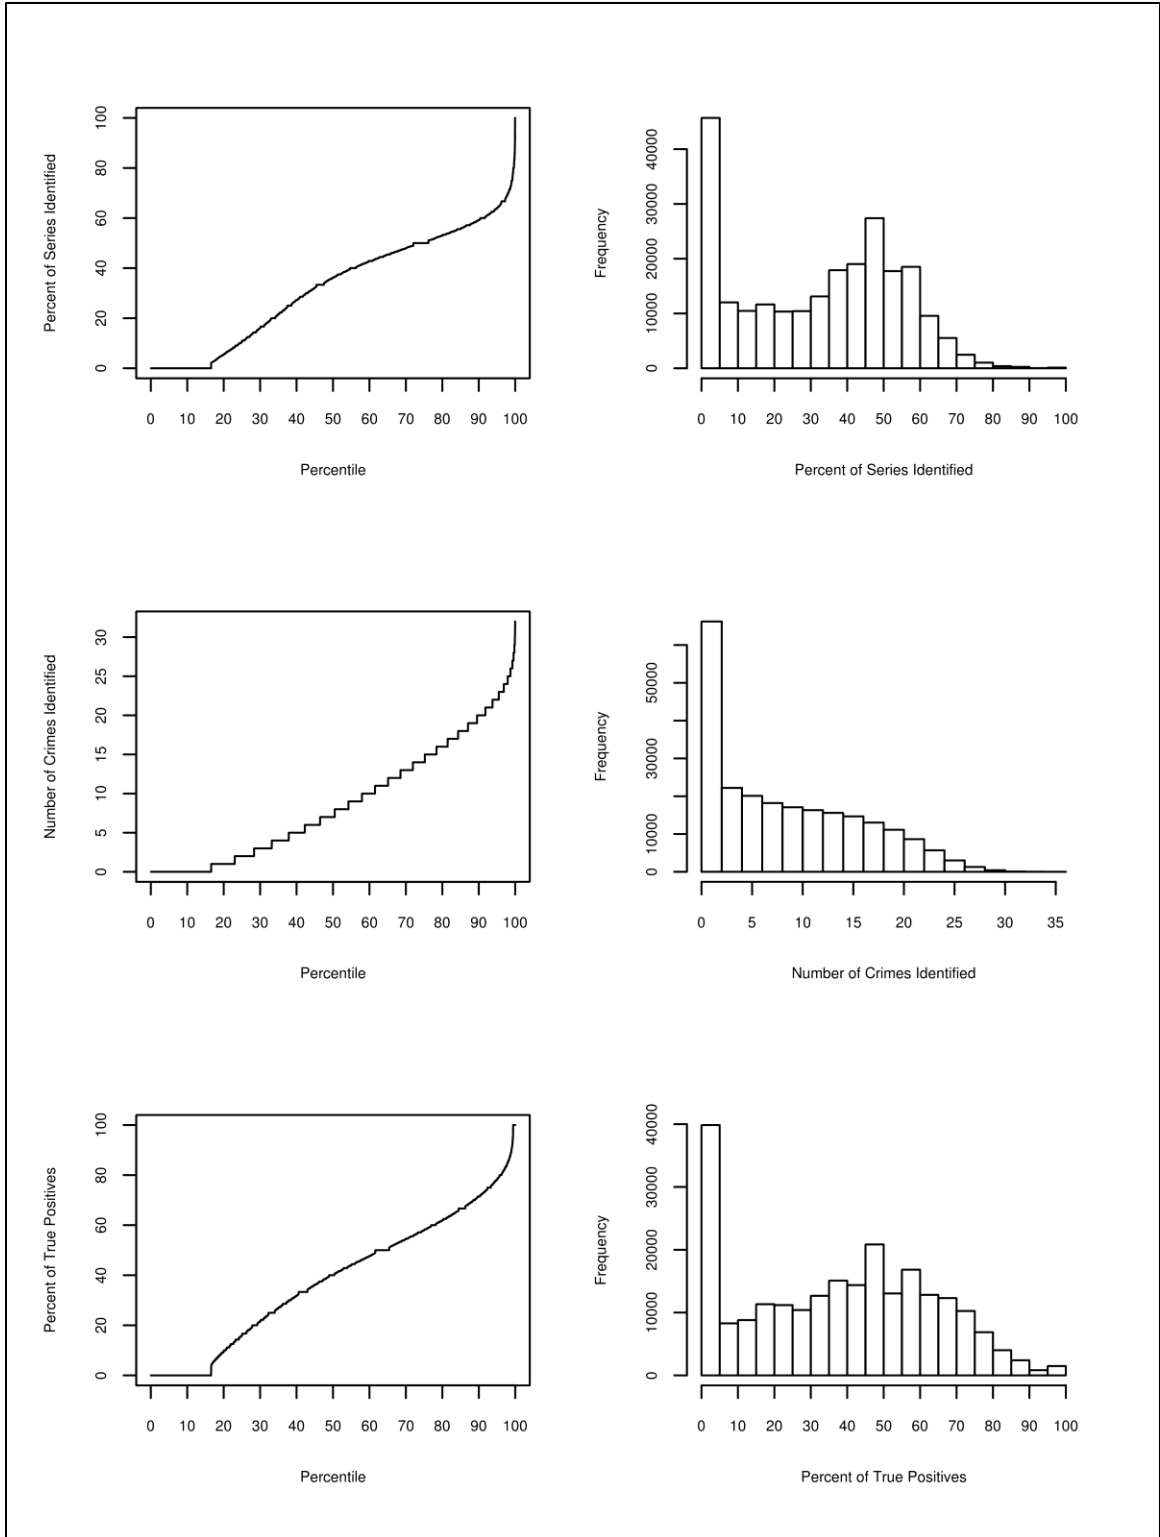 Percent of Series Identified
100
80
60
40
20
0
0 10 20 30 40 50 60 70 80 90 100
Percentile
Frequency
40000
30000
20000
10000
0
0 10 20 30 40 50 60 70 80 90 100
Percent of Series Identified
Number of Crimes Identified
30
25
20
15
10
5
0
0 10 20 30 40 50 60 70 80 90 100
Percentile
Frequency
50000
30000
10000
0
0 5 10 15 20 25 30 35
Number of Crimes Identified
Percent of True Positives
100
80
60
40
20
0
0 10 20 30 40 50 60 70 80 90 100
Percentile
Frequency
40000
30000
20000
10000
0
0 10 20 30 40 50 60 70 80 90 100
Percent of True Positives